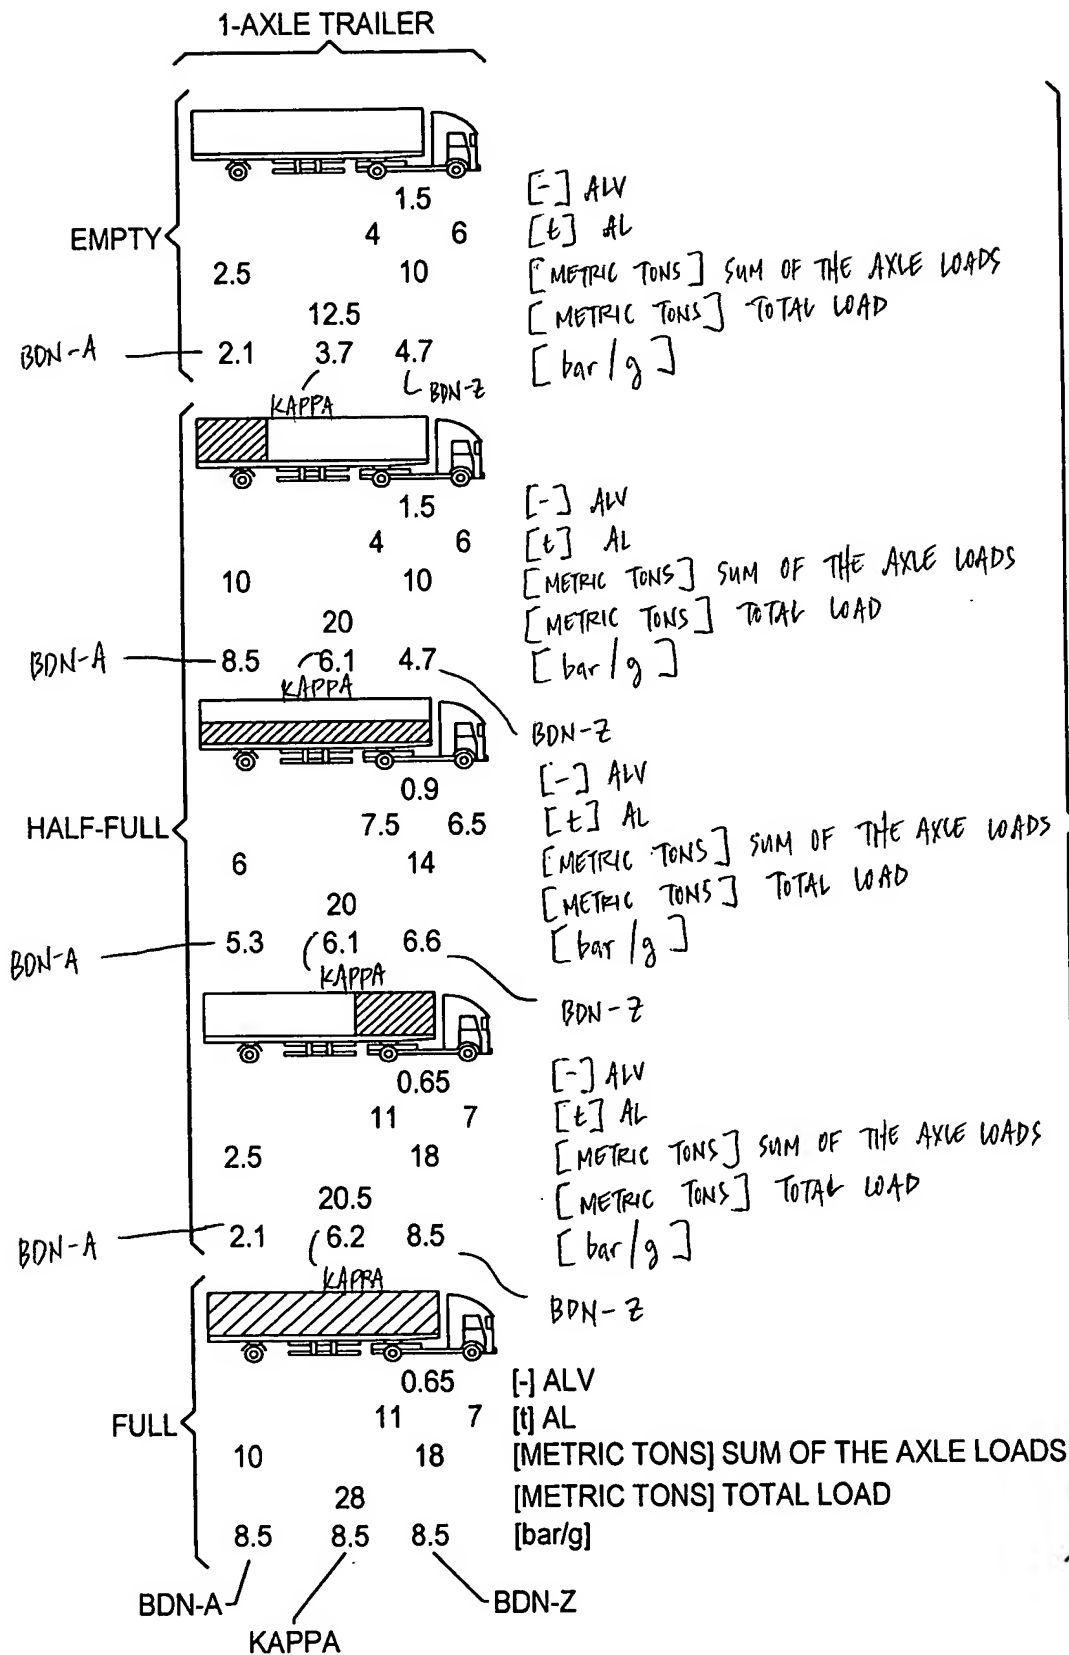 1-AXLE TRAILER
1.5 [-] ALV
4 6 [t] AL
EMPTY
2.5 10 [METRIC TONS] SUM OF THE AXLE LOADS
12.5 [METRIC TONS] TOTAL LOAD
BDN-A 2.1 3.7 4.7 [bar/g]
KAPPA BDN-Z
1.5 [-] ALV
4 6 [t] AL
10 10 [METRIC TONS] SUM OF THE AXLE LOADS
20 [METRIC TONS] TOTAL LOAD
BDN-A 8.5 6.1 4.7 [bar/g]
KAPPA
BDN-Z
0.9 [-] ALV
HALF-FULL 7.5 6.5 [t] AL
6 14 [METRIC TONS] SUM OF THE AXLE LOADS
20 [METRIC TONS] TOTAL LOAD
BDN-A 5.3 6.1 6.6 [bar/g]
KAPPA
BDN-Z
0.65 [-] ALV
11 7 [t] AL
2.5 18 [METRIC TONS] SUM OF THE AXLE LOADS
20.5 [METRIC TONS] TOTAL LOAD
BDN-A 2.1 6.2 8.5 [bar/g]
KAPPA
BDN-Z
0.65 [-] ALV
FULL 11 7 [t] AL
10 18 [METRIC TONS] SUM OF THE AXLE LOADS
28 [METRIC TONS] TOTAL LOAD
8.5 8.5 8.5 [bar/g]
BDN-A BDN-Z
KAPPA